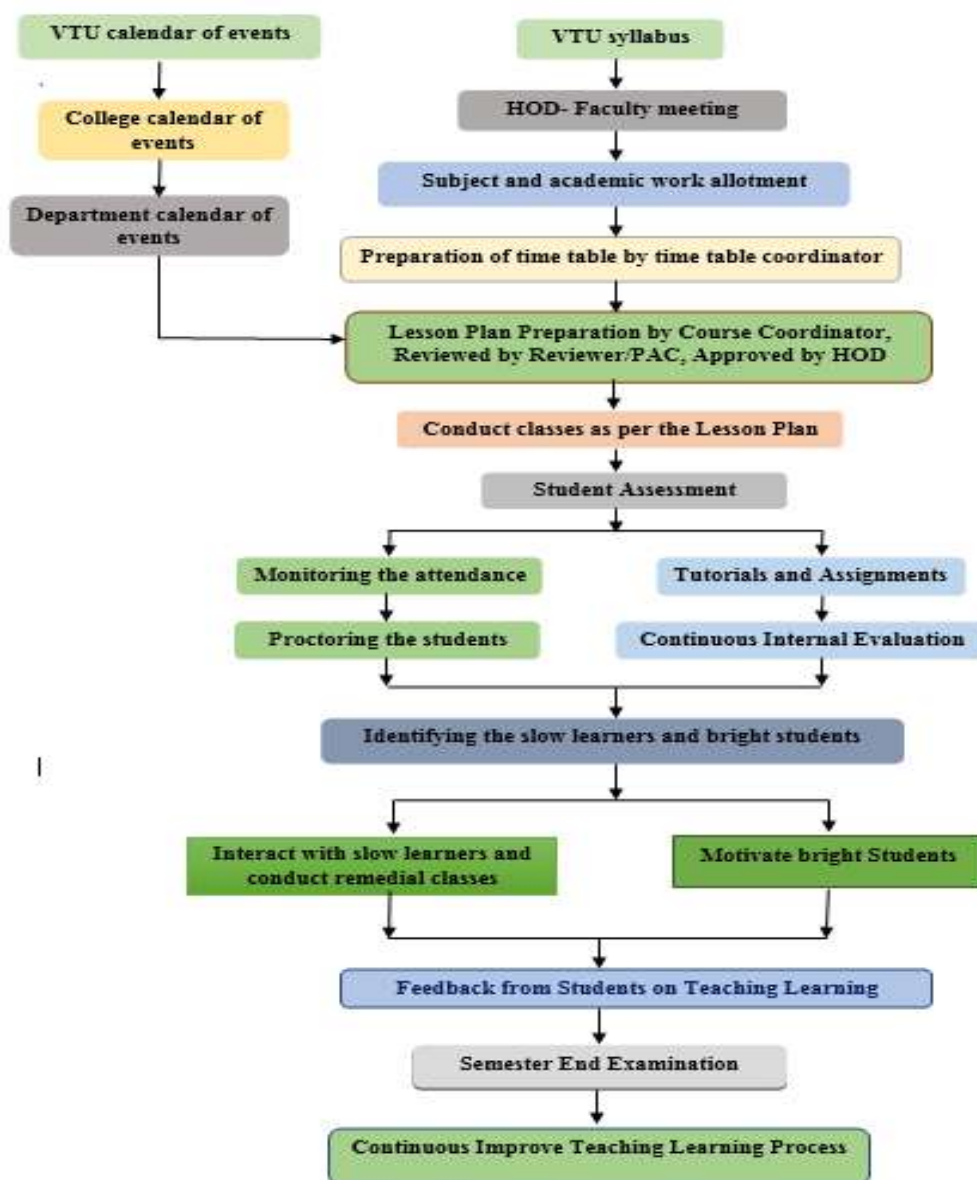 VTU calendar of events
VTU syllabus
College calendar of
events
HOD- Faculty meeting
Subject and academic work allotment
Department calendar of
events
Preparation of time table by time table coordinator
Lesson Plan Preparation by Course Coordinator,
Reviewed by Reviewer/PAC, Approved by HOD
Conduct classes as per the Lesson Plan
Student Assessment
Monitoring the attendance
Tutorials and Assignments
Proctoring the students
Continuous Internal Evaluation
Identifying the slow learners and bright students
Interact with slow learners and
conduct remedial classes
Motivate bright Students
Feedback from Students on Teaching Learning
Semester End Examination
Continuous Improve Teaching Learning Process